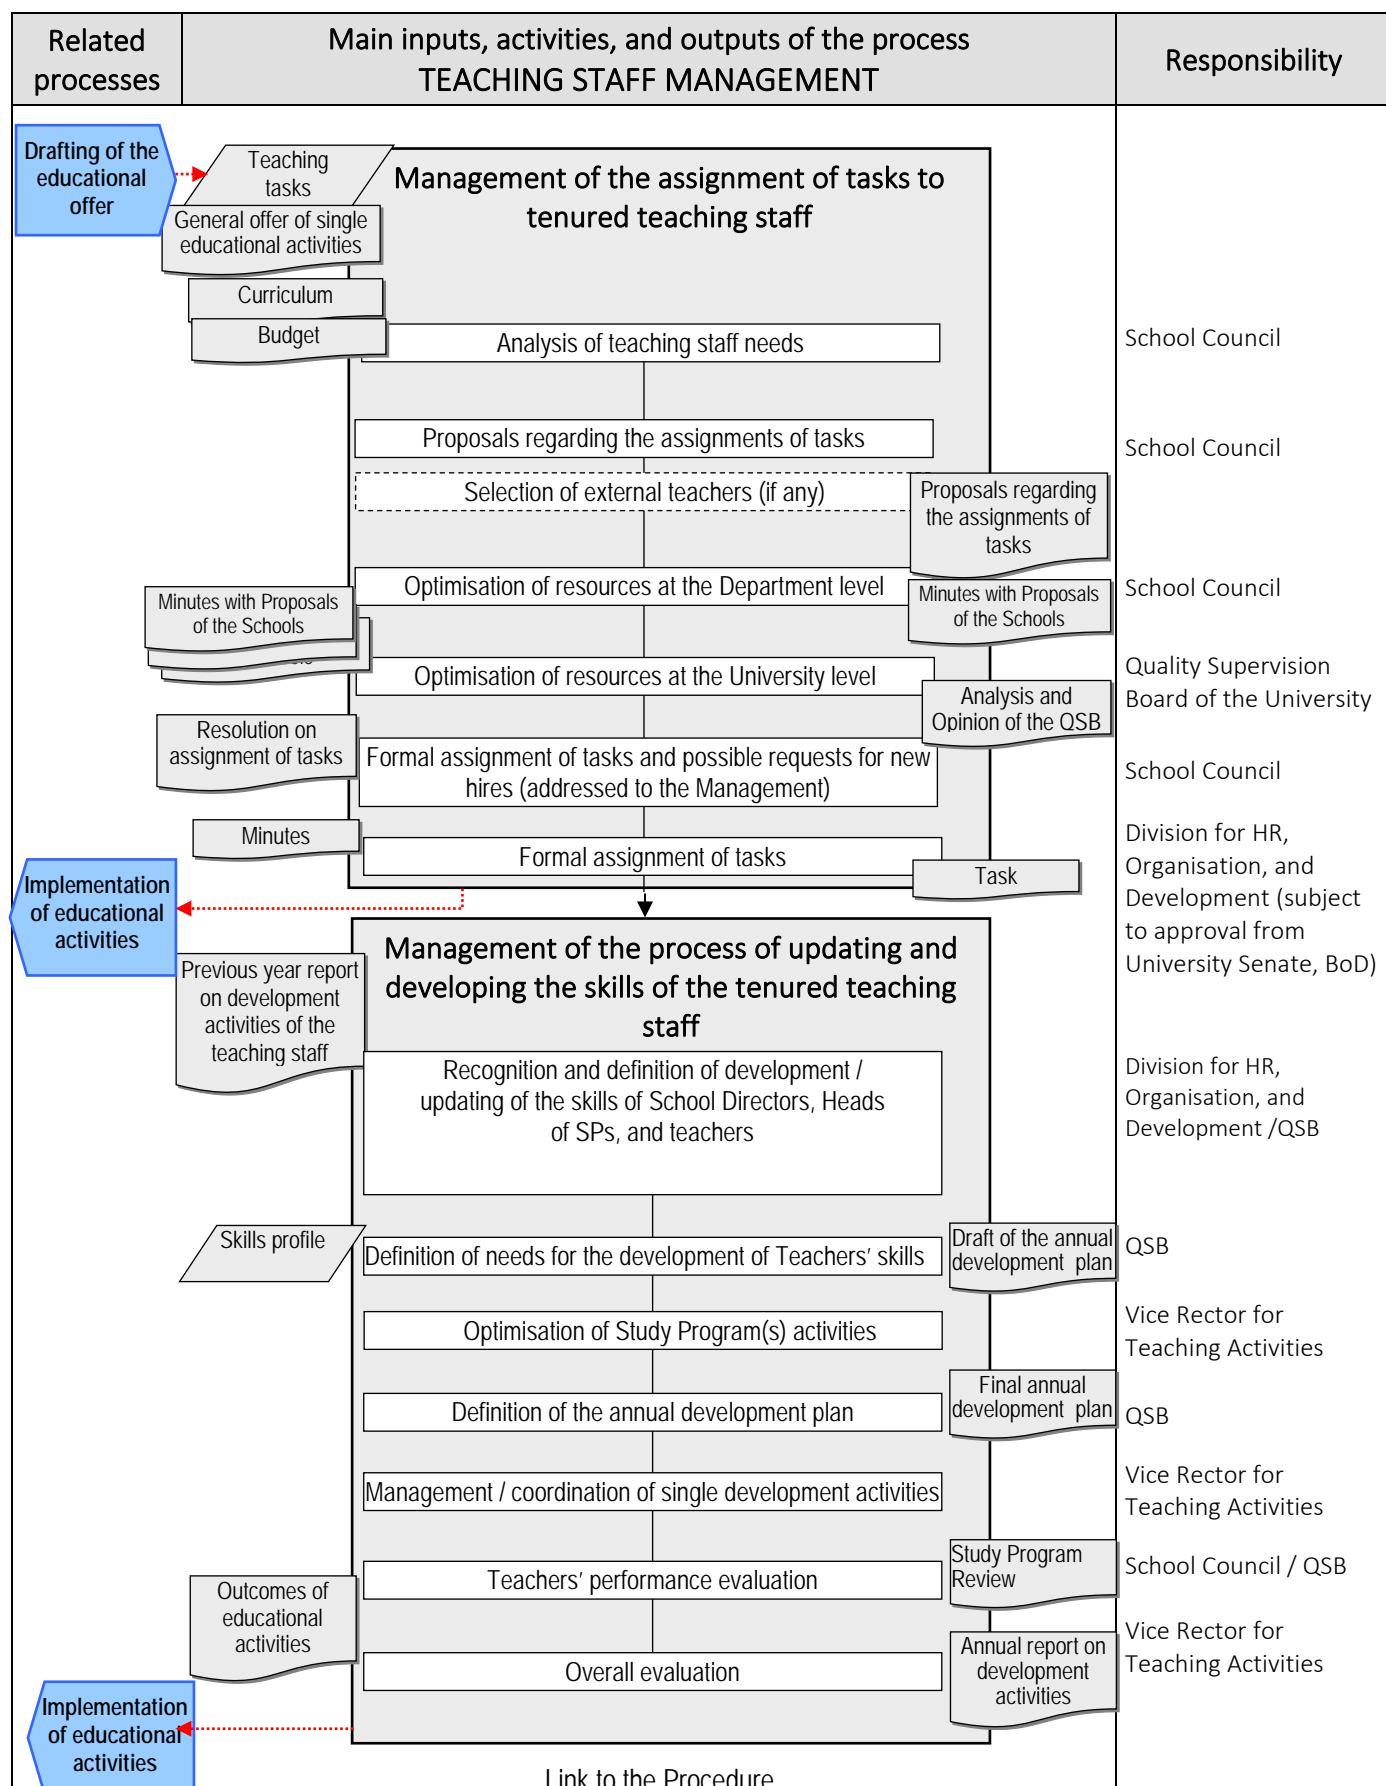 Related
processes
Main inputs, activities, and outputs of the process
TEACHING STAFF MANAGEMENT
Responsibility
Drafting of the
educational
offer
Teaching
tasks
General offer of single
educational activities
Curriculum
Budget
Management of the assignment of tasks to
tenured teaching staff
Analysis of teaching staff needs
School Council
Proposals regarding the assignments of tasks
School Council
Selection of external teachers (if any)
Proposals regarding
the assignments of
tasks
Optimisation of resources at the Department level
School Council
Minutes with Proposals
of the Schools
Minutes with Proposals
of the Schools
Optimisation of resources at the University level
Quality Supervision
Board of the University
Analysis and
Opinion of the QSB
Resolution on
assignment of tasks
Formal assignment of tasks and possible requests for new
hires (addressed to the Management)
School Council
Minutes
Formal assignment of tasks
Task
Division for HR,
Organisation, and
Development (subject
to approval from
University Senate, BoD)
Implementation
of educational
activities
Management of the process of updating and
developing the skills of the tenured teaching
staff
Previous year report
on development
activities of the
teaching staff
Recognition and definition of development /
updating of the skills of School Directors, Heads
of SPs, and teachers
Division for HR,
Organisation, and
Development /QSB
Skills profile
Definition of needs for the development of Teachers' skills
Draft of the annual
development plan
QSB
Optimisation of Study Program(s) activities
Vice Rector for
Teaching Activities
Definition of the annual development plan
Final annual
development plan
QSB
Management / coordination of single development activities
Vice Rector for
Teaching Activities
Teachers' performance evaluation
Study Program
Review
School Council / QSB
Outcomes of
educational
activities
Overall evaluation
Annual report on
development
activities
Vice Rector for
Teaching Activities
Implementation
of educational
activities
Link to the Procedure